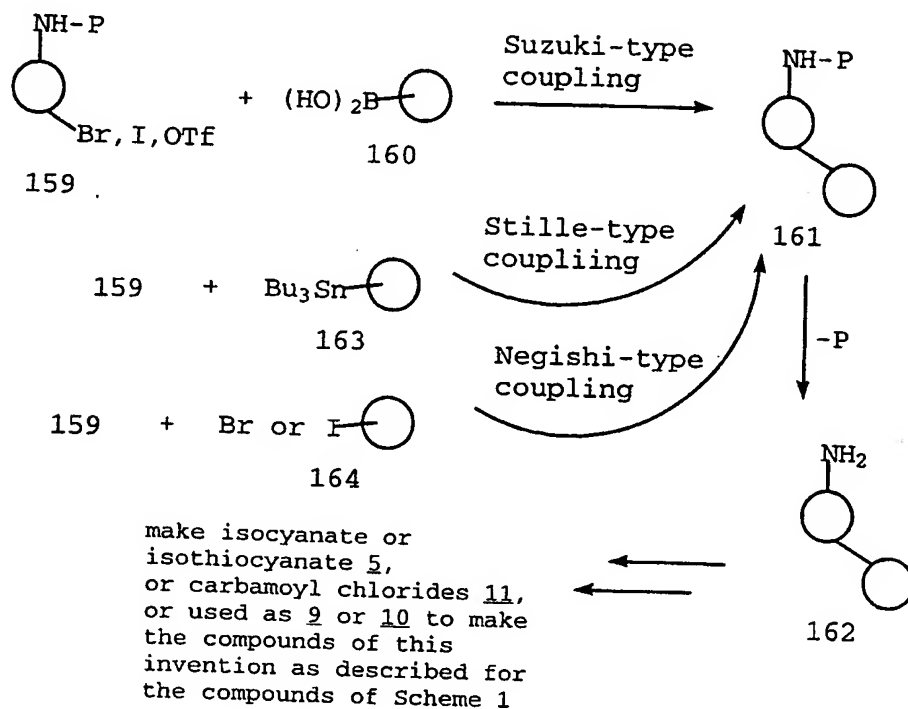 NH-P
Br, I, OTf
159
+
(HO)₂B
160
Suzuki-type
coupling
NH-P
161
159 + Bu₃Sn
163
Stille-type
coupliing
159 + Br or I
164
Negishi-type
coupling
-P
NH₂
162
make isocyanate or
isothiocyanate 5,
or carbamoyl chlorides 11,
or used as 9 or 10 to make
the compounds of this
invention as described for
the compounds of Scheme 1